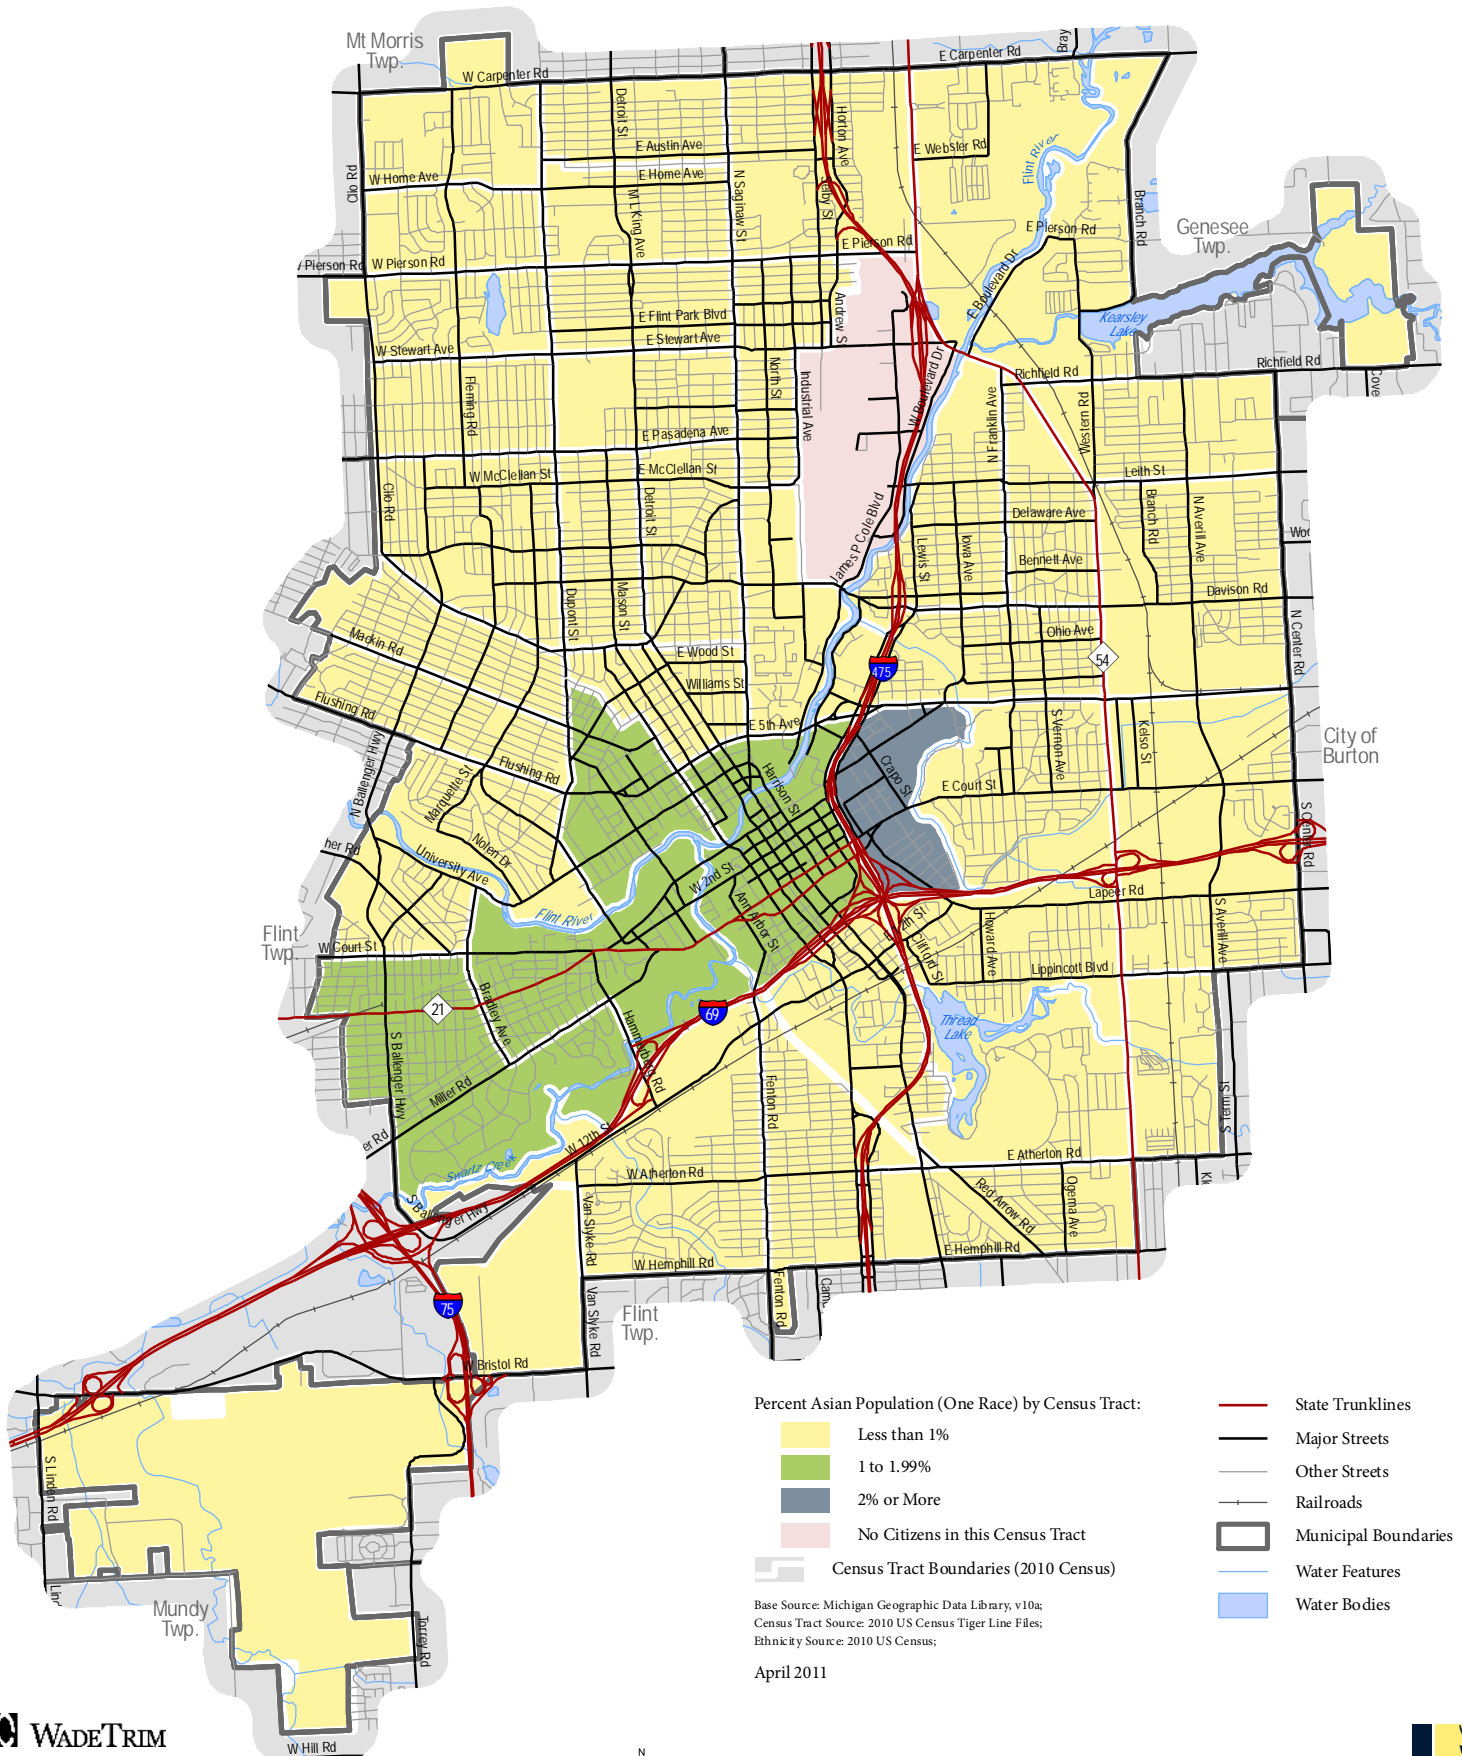 Mt Morris
Twp.
W Carpenter Rd
E Carpenter Rd
Bray
Detroit St
Horton Ave
E Austin Ave
E Webster Rd
Flint River
Clio Rd
W Home Ave
E Home Ave
M L King Ave
N Saginaw St
Selby St
Branch Rd
Genesee
Twp.
E Pierson Rd
E Pierson Rd
Pierson Rd
W Pierson Rd
E Boulevard Dr
Andrew S
E Flint Park Blvd
E Stewart Ave
W Stewart Ave
Kearsley
Lake
Richfield Rd
Richfield Rd
Cove
Fleming Rd
North St
Industrial Ave
W Boulevard Dr
N Franklin Ave
Western Rd
E Pasadena Ave
W McClellan St
E McClellan St
Leith St
Clio Rd
Detroit St
James P Cole Blvd
Delaware Ave
Branch Rd
N Averill Ave
Woo
Lewis St
Iowa Ave
Bennett Ave
Davison Rd
Dupont St
Mason St
Mackin Rd
E Wood St
Ohio Ave
N Center Rd
475
54
Williams St
Flushing Rd
E 5th Ave
S Vernon Ave
Kelso St
City of
Burton
N Ballenger Hwy
Flushing Rd
Harrison St
Crapo St
E Court St
Marquette St
Nolen Dr
her Rd
University Ave
S Center Rd
W 2nd St
Lapeer Rd
Ann Arbor St
Flint River
Flint
Twp.
W Court St
E 12th St
Clifford St
Howard Ave
S Averill Ave
Lippincott Blvd
21
Bradley Ave
69
Hammerberg Rd
Thread
Lake
S Ballenger Hwy
Miller Rd
Fenton Rd
S Term St
er Rd
W 12th St
Swartz Creek
W Atherton Rd
E Atherton Rd
S Ballenger Hwy
Van Slyke Rd
Red Arrow Rd
Ogema Ave
W Hemphill Rd
E Hemphill Rd
75
Van Slyke Rd
Flint
Twp.
Fenton Rd
W Bristol Rd
S Linden Rd
Mundy
Twp.
Torrey Rd
W Hill Rd
Percent Asian Population (One Race) by Census Tract:
Less than 1%
1 to 1.99%
2% or More
No Citizens in this Census Tract
Census Tract Boundaries (2010 Census)
State Trunklines
Major Streets
Other Streets
Railroads
Municipal Boundaries
Water Features
Water Bodies
Base Source: Michigan Geographic Data Library, v10a;
Census Tract Source: 2010 US Census Tiger Line Files;
Ethnicity Source: 2010 US Census;
April 2011
WADETRIM
N